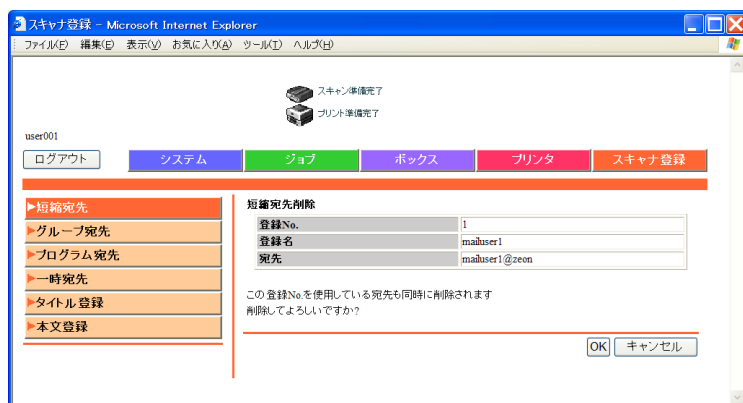 スキャナ登録 - Microsoft Internet Explorer
ファイル(F) 編集(E) 表示(V) お気に入り(A) ツール(T) ヘルプ(H)
スキャン準備完了
プリント準備完了
user001
ログアウト システム ジョブ ボックス プリンタ スキャナ登録
▶短縮宛先
▶グループ宛先
▶プログラム宛先
▶一時宛先
▶タイトル登録
▶本文登録
短縮宛先削除
登録No. 1
登録名 mailuser1
宛先 mailuser1@zeon
この登録No.を使用している宛先も同時に削除されます
削除してよろしいですか?
OK キャンセル